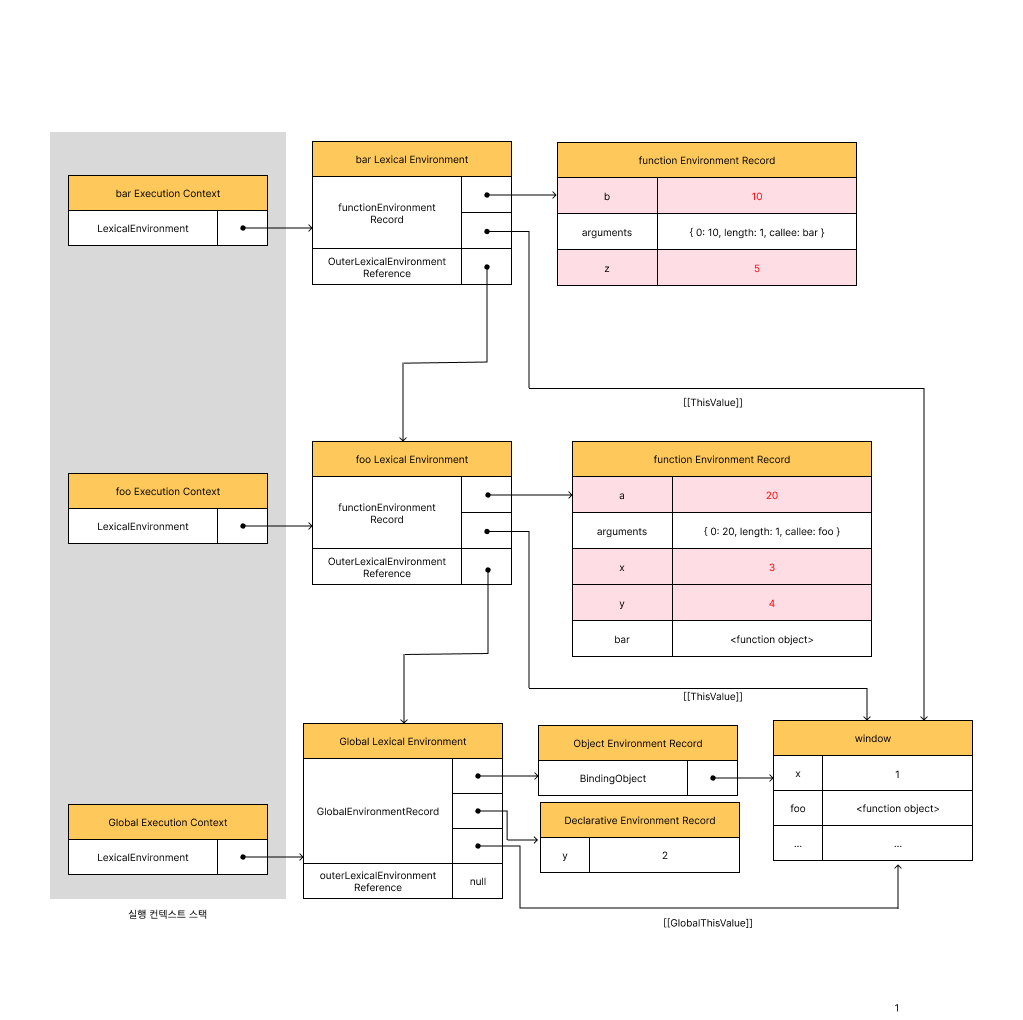 bar Execution Context
LexicalEnvironment
bar Lexical Environment
functionEnvironment
Record
OuterLexicalEnvironment
Reference
function Environment Record
b 10
arguments { 0: 10, length: 1, callee: bar }
z 5
[[ThisValue]]
foo Execution Context
LexicalEnvironment
foo Lexical Environment
functionEnvironment
Record
OuterLexicalEnvironment
Reference
function Environment Record
a 20
arguments { 0: 20, length: 1, callee: foo }
x 3
y 4
bar <function object>
[[ThisValue]]
Global Execution Context
LexicalEnvironment
Global Lexical Environment
GlobalEnvironmentRecord
outerLexicalEnvironment
Reference
null
Object Environment Record
BindingObject
Declarative Environment Record
y 2
window
x 1
foo <function object>
... ...
실행 컨텍스트 스택
[[GlobalThisValue]]
1